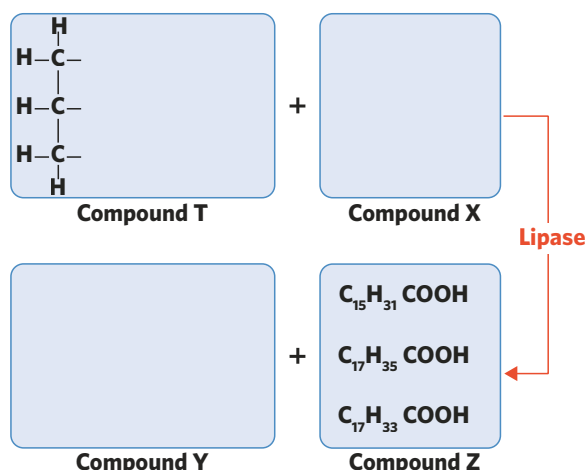 H
H–C–
H–C–
H–C–
H
+
Compound T
Compound X
Lipase
C₁₅H₃₁ COOH
+
C₁₇H₃₅ COOH
C₁₇H₃₃ COOH
Compound Y
Compound Z